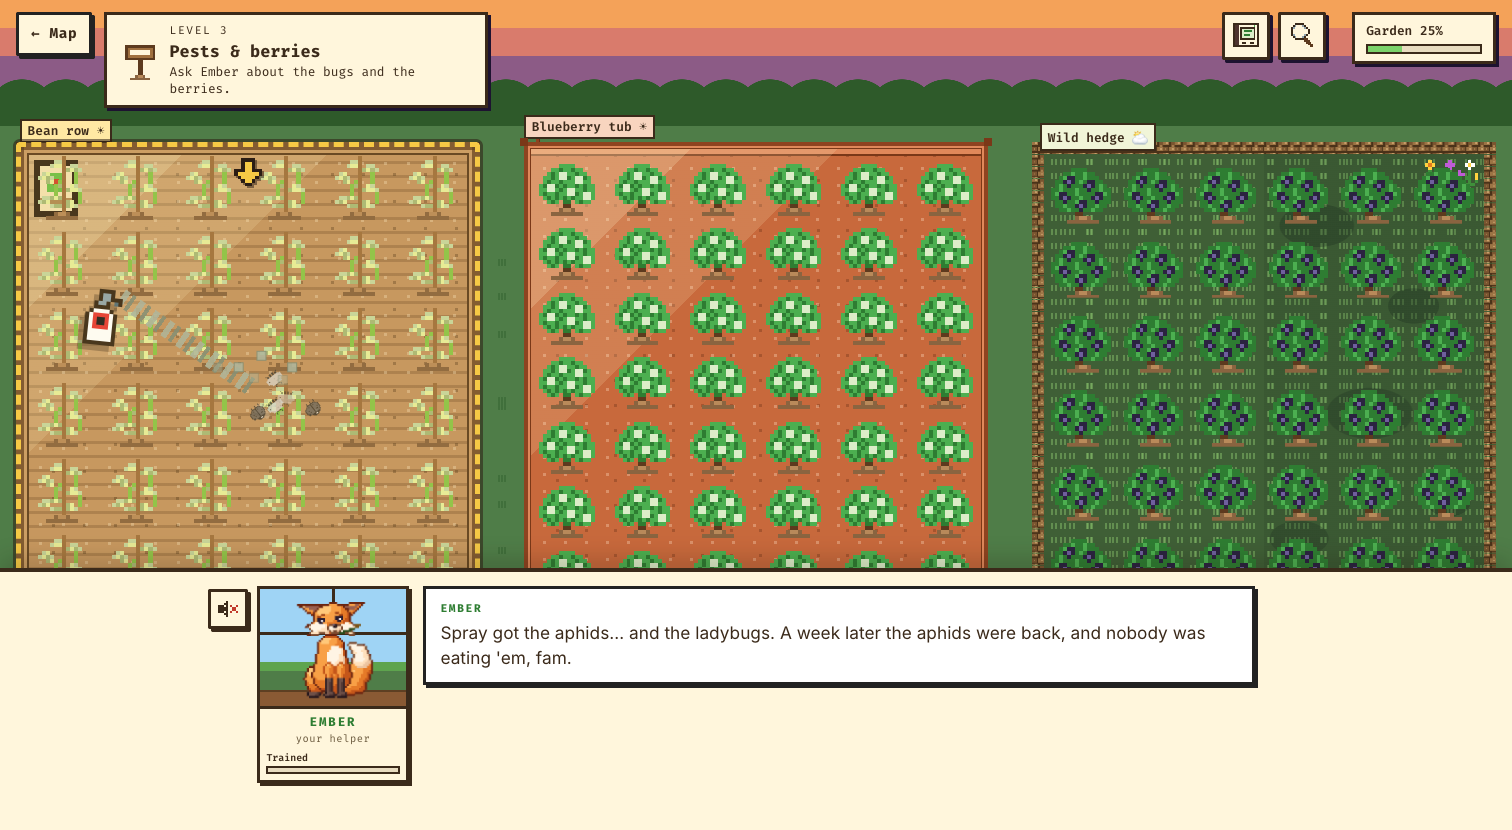 ← Map
LEVEL 3
Pests & berries
Ask Ember about the bugs and the
berries.
Garden 25%
Bean row ☀
Blueberry tub ☀
Wild hedge ⛅
EMBER
Spray got the aphids... and the ladybugs. A week later the aphids were back, and nobody was
eating 'em, fam.
EMBER
your helper
Trained